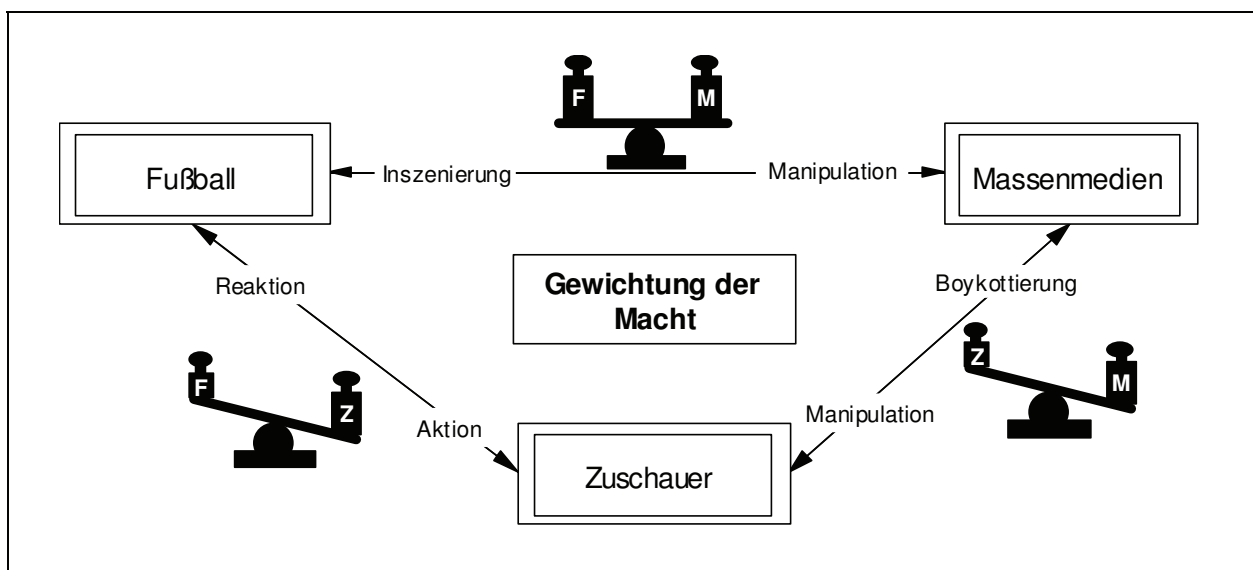 F M
Fußball
Inszenierung
Manipulation
Massenmedien
Reaktion
Gewichtung der
Macht
Boykottierung
F Z
Z M
Aktion
Manipulation
Zuschauer